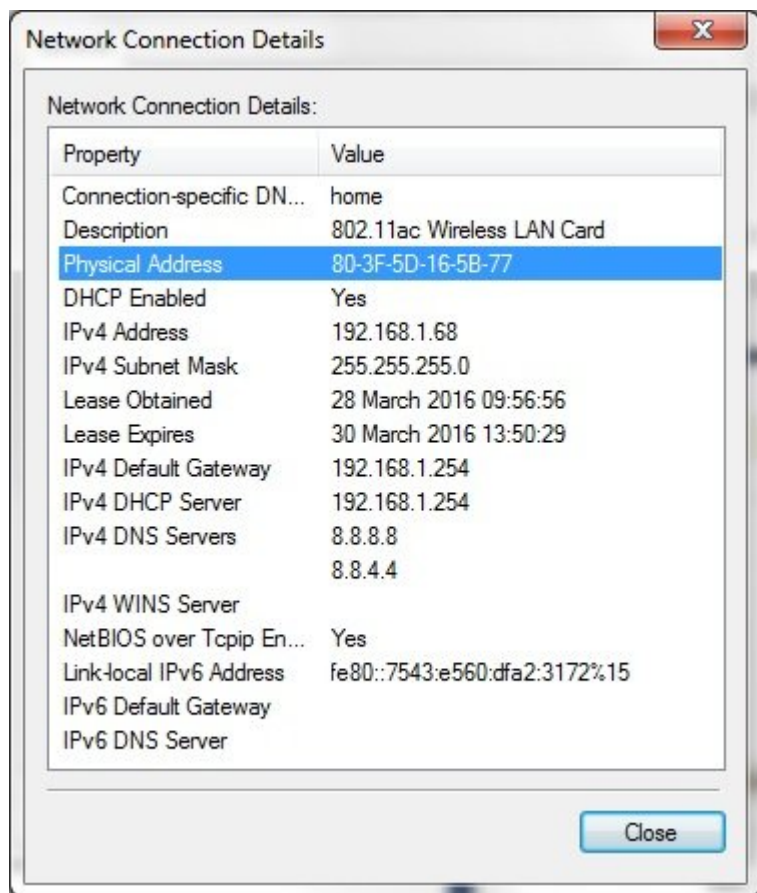 Network Connection Details
Network Connection Details:
Property Value
Connection-specific DN... home
Description 802.11ac Wireless LAN Card
Physical Address 80-3F-5D-16-5B-77
DHCP Enabled Yes
IPv4 Address 192.168.1.68
IPv4 Subnet Mask 255.255.255.0
Lease Obtained 28 March 2016 09:56:56
Lease Expires 30 March 2016 13:50:29
IPv4 Default Gateway 192.168.1.254
IPv4 DHCP Server 192.168.1.254
IPv4 DNS Servers 8.8.8.8
8.8.4.4
IPv4 WINS Server
NetBIOS over Tcpip En... Yes
Link-local IPv6 Address fe80::7543:e560:dfa2:3172%15
IPv6 Default Gateway
IPv6 DNS Server
Close